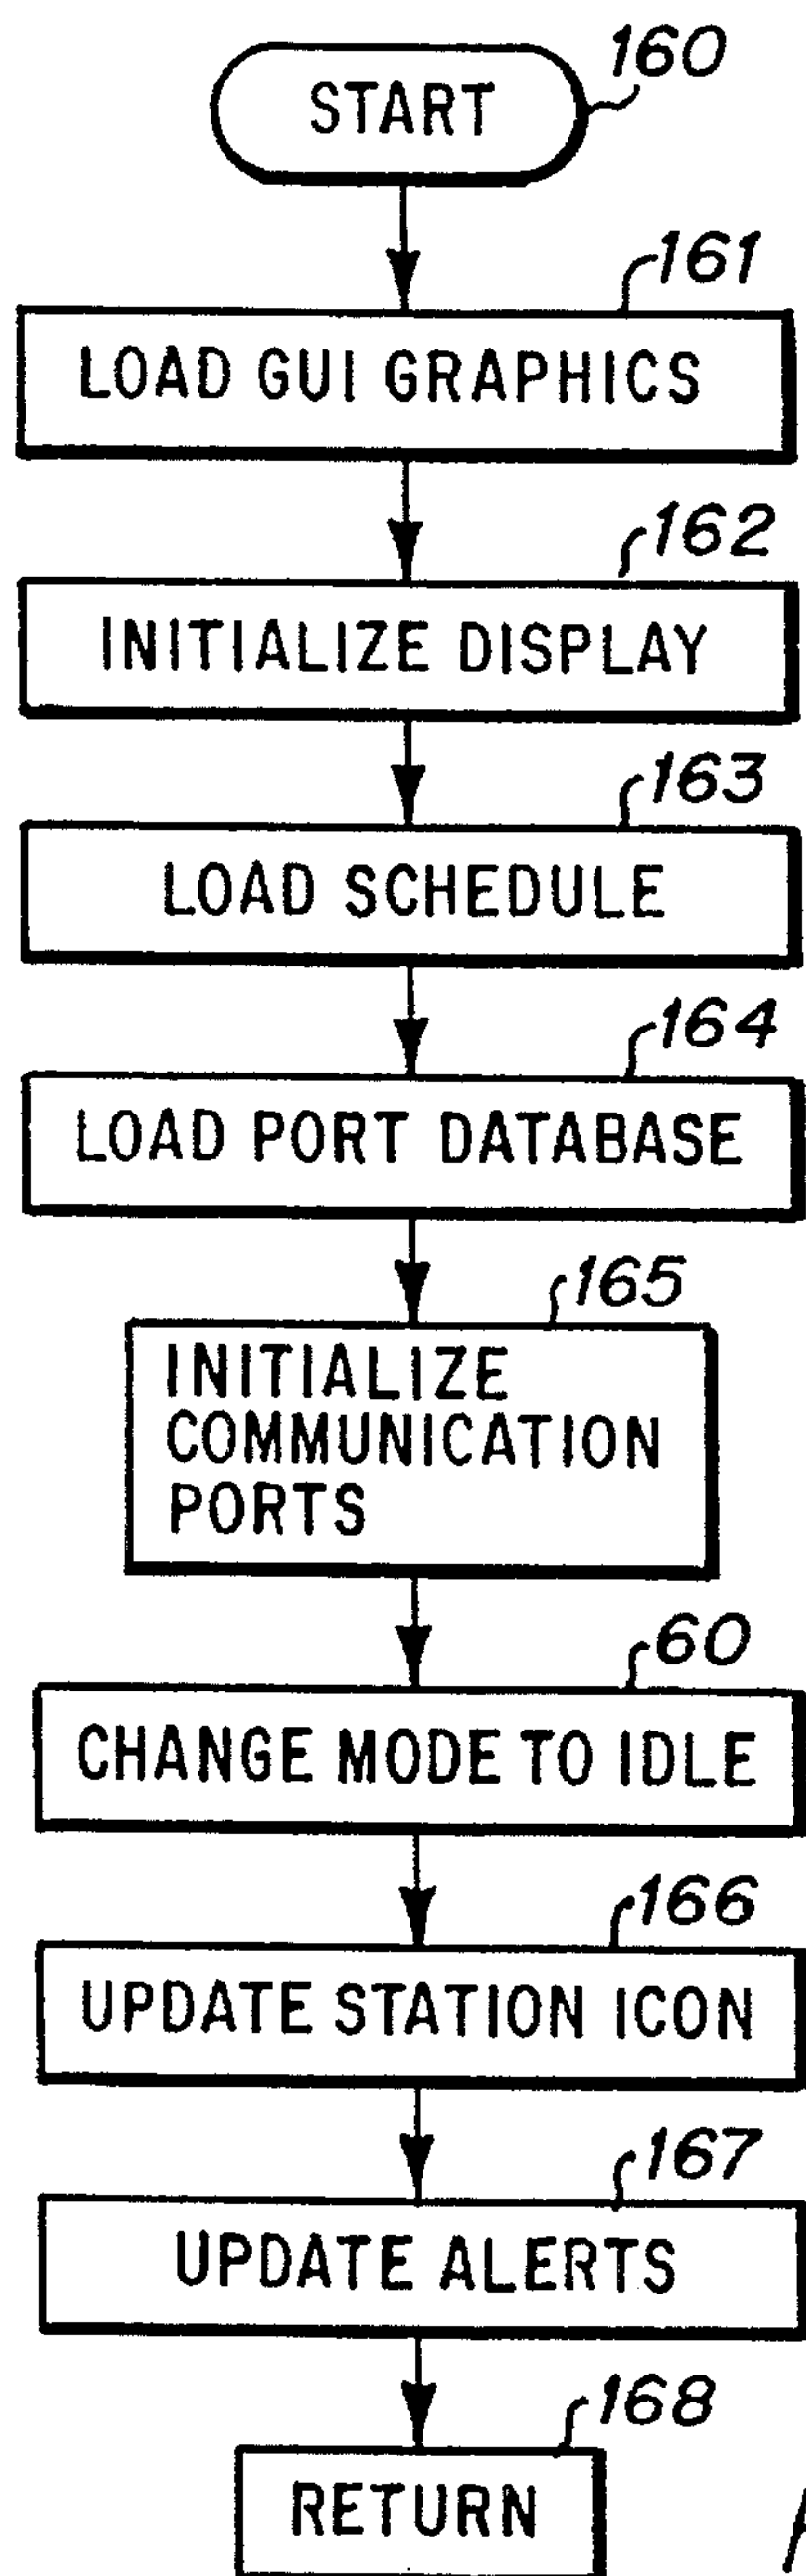 START
160
161
LOAD GUI GRAPHICS
162
INITIALIZE DISPLAY
163
LOAD SCHEDULE
164
LOAD PORT DATABASE
165
INITIALIZE
COMMUNICATION
PORTS
60
CHANGE MODE TO IDLE
166
UPDATE STATION ICON
167
UPDATE ALERTS
168
RETURN